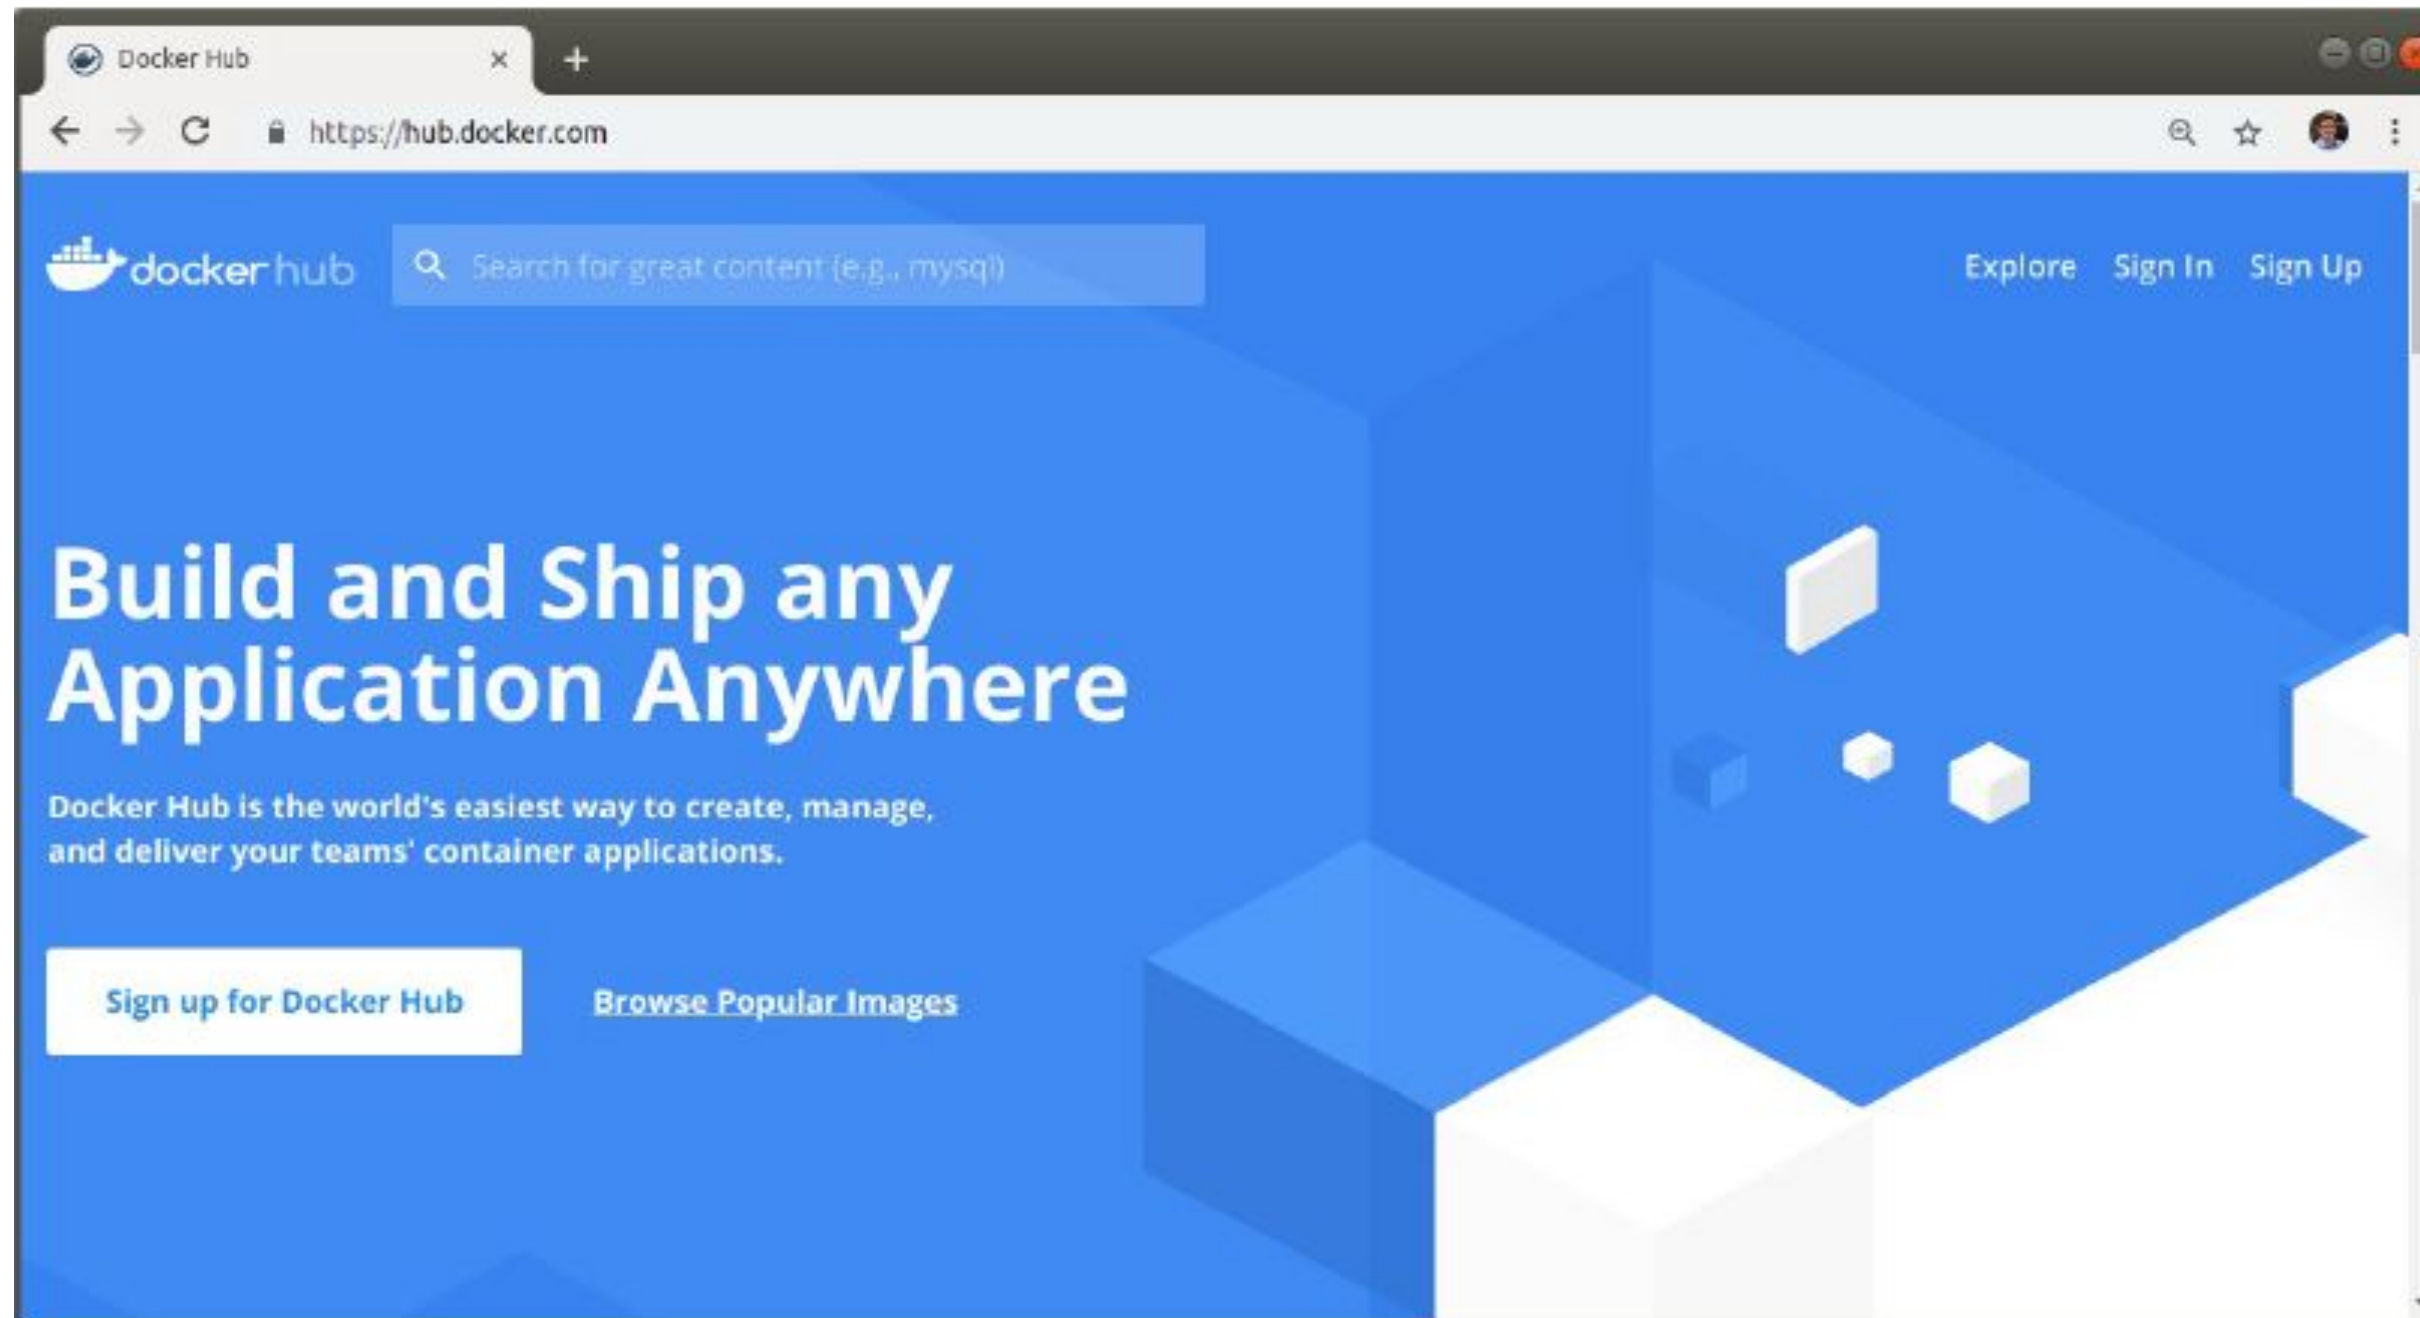 Docker Hub
https://hub.docker.com
dockerhub
Search for great content (e.g., mysql)
Explore Sign In Sign Up
Build and Ship any
Application Anywhere
Docker Hub is the world's easiest way to create, manage,
and deliver your teams' container applications.
Sign up for Docker Hub
Browse Popular Images